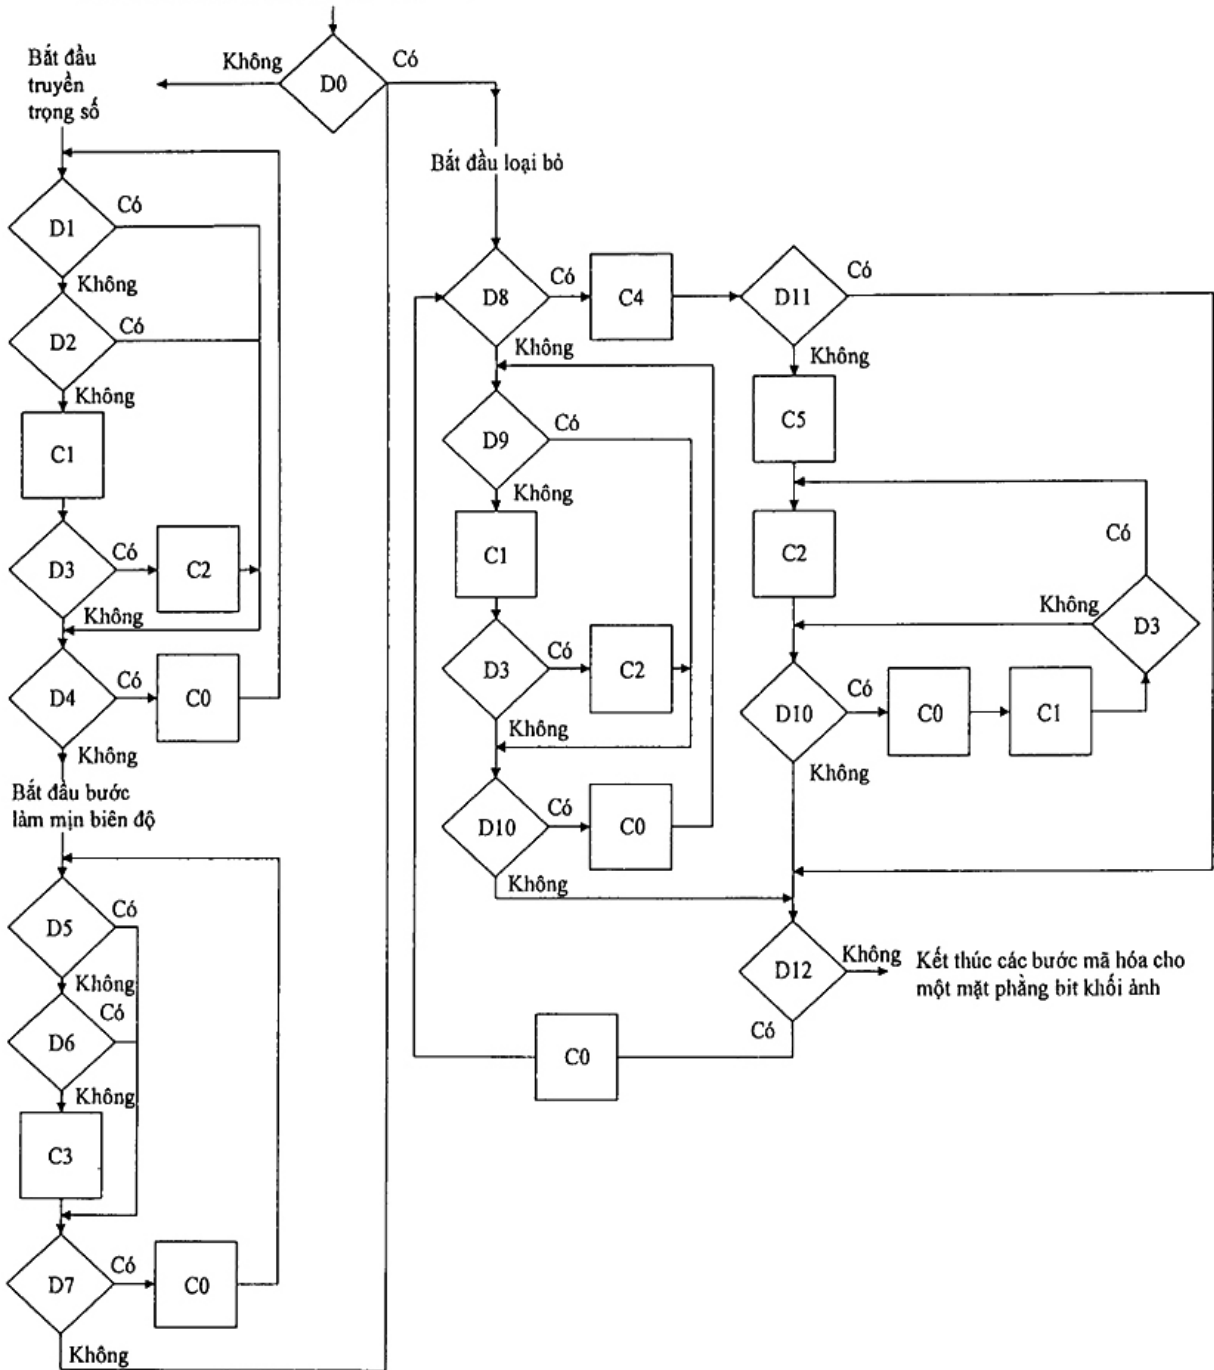 Không
D0
Có
Bắt đầu
truyền
trọng số
Bắt đầu loại bỏ
D1
Có
Không
D2
Có
Không
C1
D3
Có
C2
Không
D4
Có
C0
Không
Bắt đầu bước
làm mịn biên độ
D5
Có
Không
D6
Có
Không
C3
D7
Có
C0
Không
D8
Có
C4
Không
D9
Có
Không
C1
D3
Có
C2
Không
D10
Có
C0
Không
D11
Có
Không
C5
C2
Có
Không
D3
D10
Có
C0
C1
Không
D12
Không
Kết thúc các bước mã hóa cho
một mặt phẳng bit khối ảnh
Có
C0